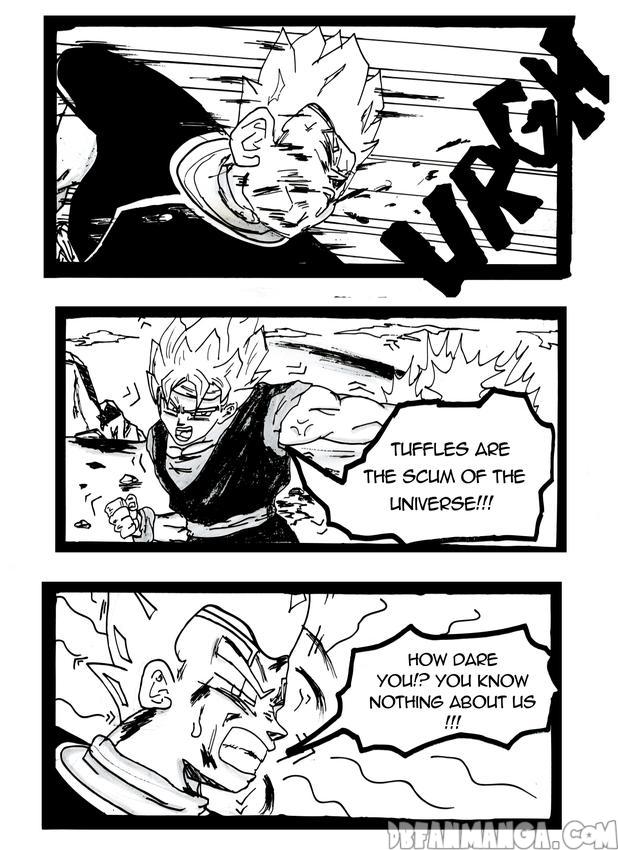 URGH
TUFFLES ARE
THE SCUM OF THE
UNIVERSE!!!
HOW DARE
YOU!? YOU KNOW
NOTHING ABOUT US
!!!
DBFANMANGA.COM